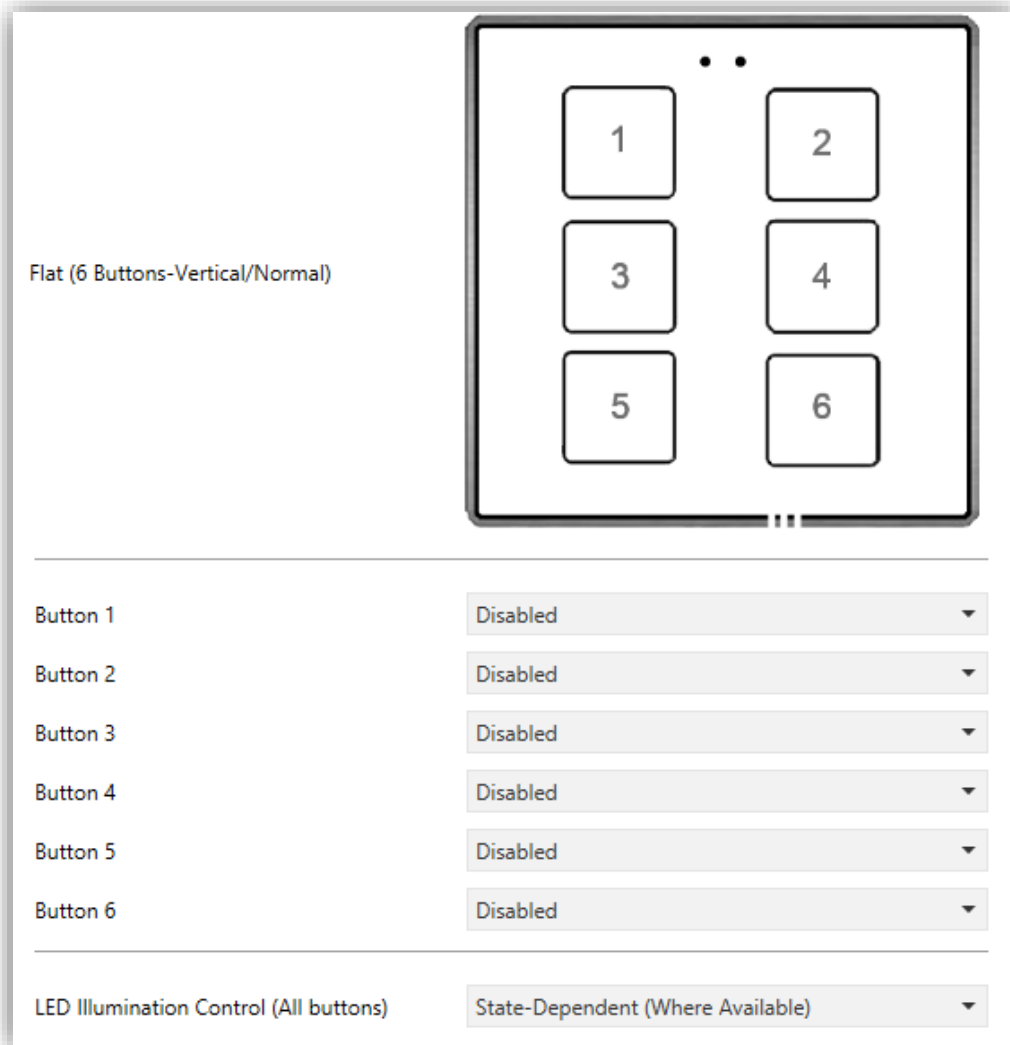 1 2
Flat (6 Buttons-Vertical/Normal)
3 4
5 6
Button 1 Disabled
Button 2 Disabled
Button 3 Disabled
Button 4 Disabled
Button 5 Disabled
Button 6 Disabled
LED Illumination Control (All buttons) State-Dependent (Where Available)